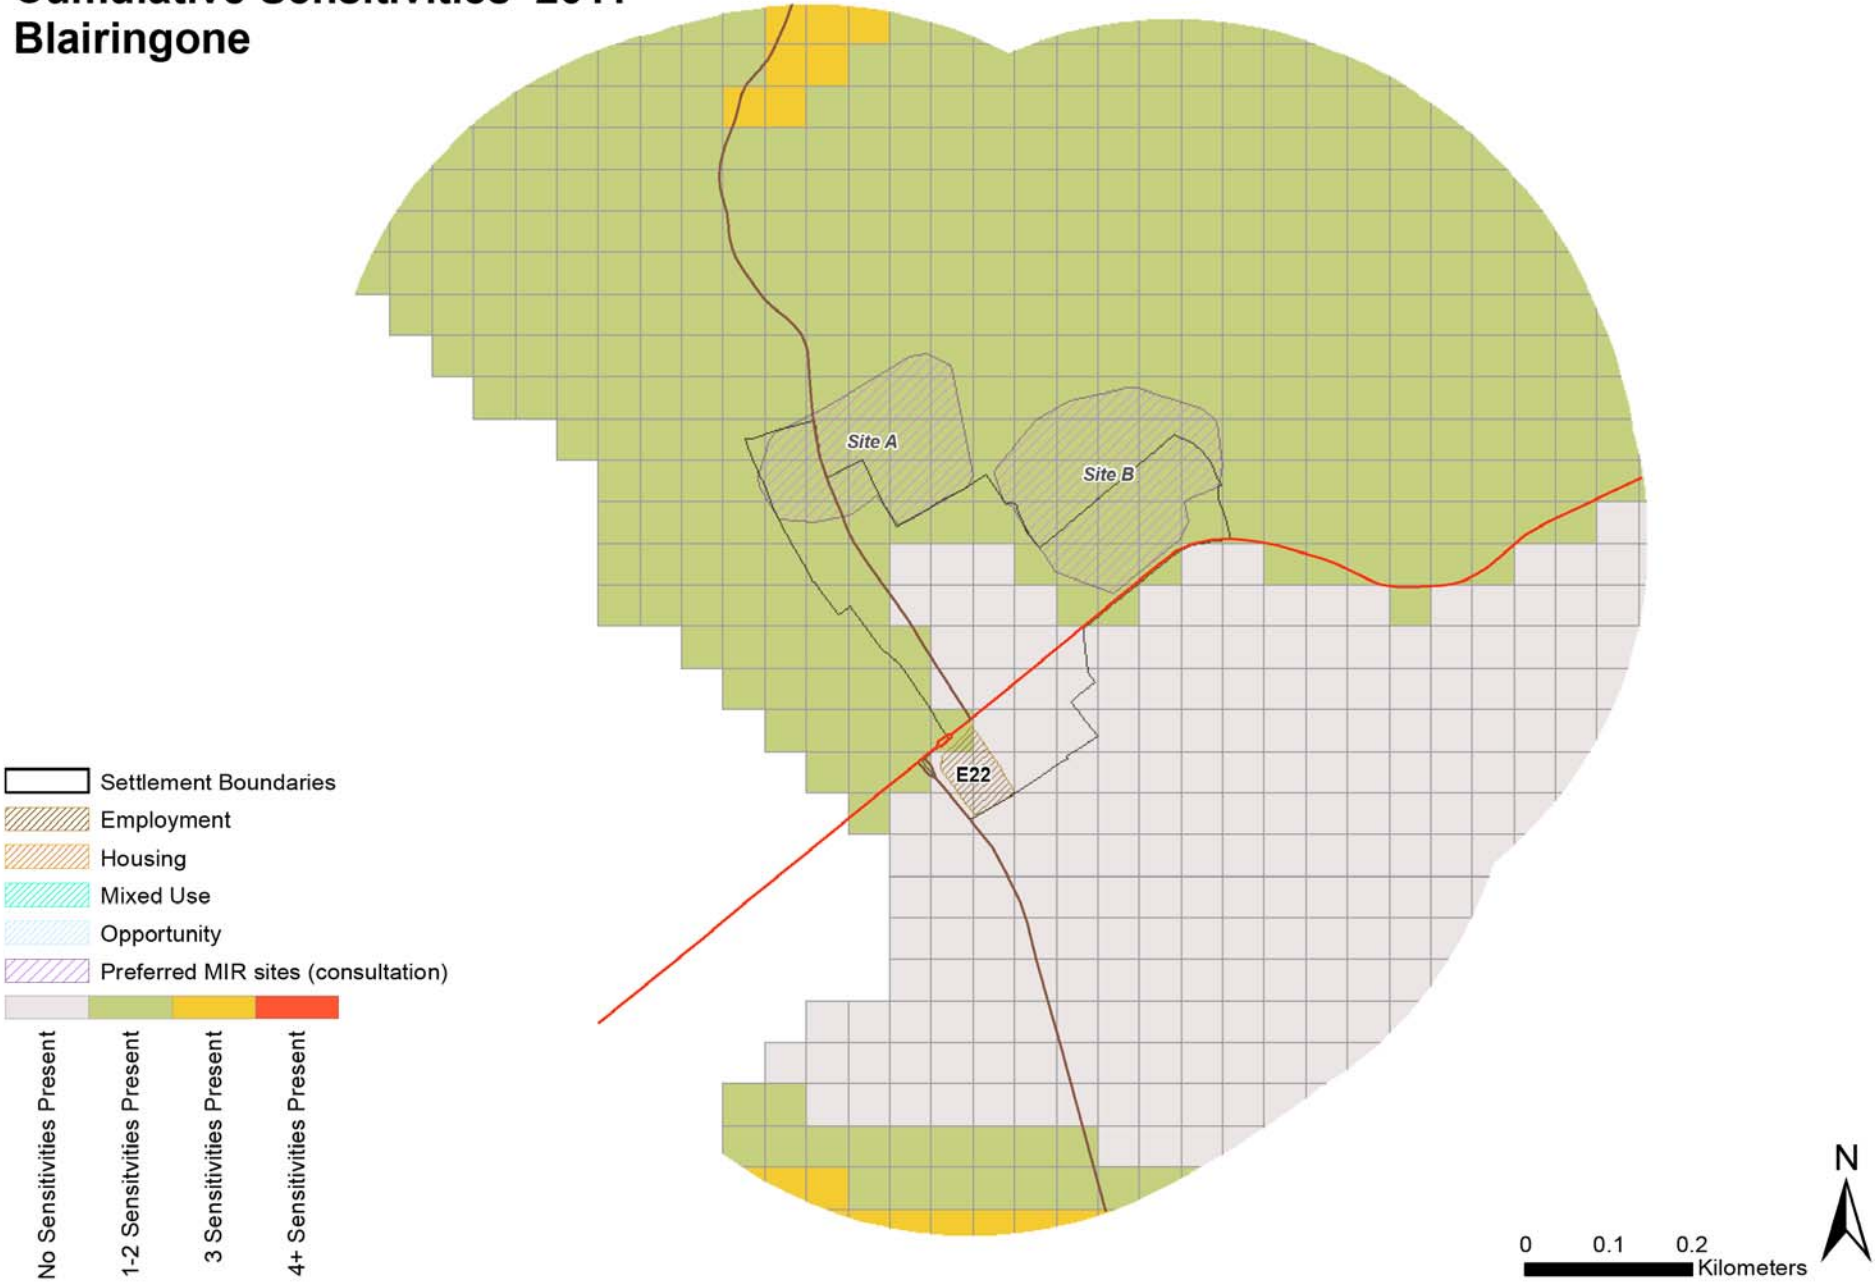 Blairingone
Site A
Site B
E22
Settlement Boundaries
Employment
Housing
Mixed Use
Opportunity
Preferred MIR sites (consultation)
No Sensitivities Present
1-2 Sensitvities Present
3 Sensitivities Present
4+ Sensitivities Present
N
0 0.1 0.2
Kilometers